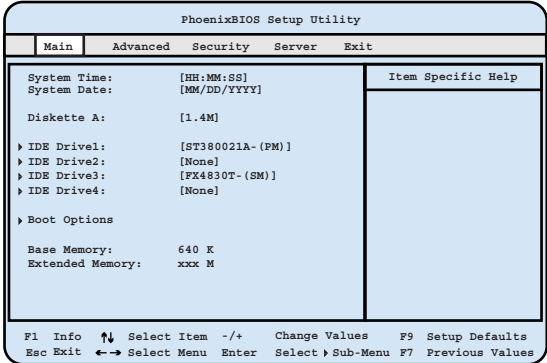 PhoenixBIOS Setup Utility
Main Advanced Security Server Exit
System Time: [HH:MM:SS]
System Date: [MM/DD/YYYY]
Diskette A: [1.4M]
IDE Drive1: [ST380021A-(PM)]
IDE Drive2: [None]
IDE Drive3: [FX4830T-(SM)]
IDE Drive4: [None]
Boot Options
Base Memory: 640 K
Extended Memory: xxx M
Item Specific Help
F1 Info ↑↓ Select Item -/+ Change Values F9 Setup Defaults
Esc Exit ←→ Select Menu Enter Select ▸ Sub-Menu F7 Previous Values